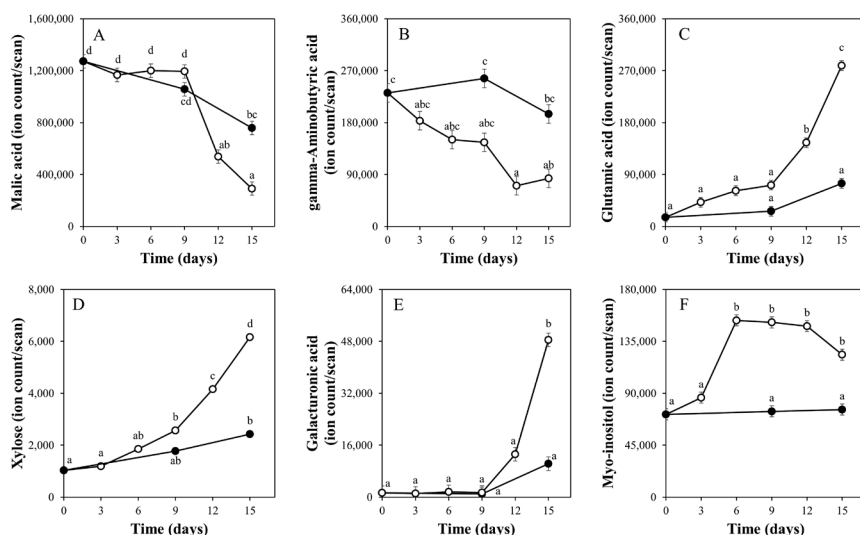 A
Malic acid (ion count/scan)
1,600,000
1,200,000
800,000
400,000
0
d
d
d
d
cd
ab
bc
a
0 3 6 9 12 15
Time (days)
B
gamma-Aminobutyric acid
(ion count/scan)
360,000
270,000
180,000
90,000
0
c
abc
abc
c
abc
a
bc
ab
0 3 6 9 12 15
Time (days)
C
Glutamic acid (ion count/scan)
360,000
270,000
180,000
90,000
0
a
a
a
a
a
b
c
a
0 3 6 9 12 15
Time (days)
D
Xylose (ion count/scan)
8,000
6,000
4,000
2,000
0
a
a
ab
b
ab
c
d
b
0 3 6 9 12 15
Time (days)
E
Galacturonic acid
(ion count/scan)
64,000
48,000
32,000
16,000
0
a
a
a
a
a
a
b
a
0 3 6 9 12 15
Time (days)
F
Myo-inositol (ion count/scan)
180,000
135,000
90,000
45,000
0
a
a
b
b
a
b
b
a
0 3 6 9 12 15
Time (days)